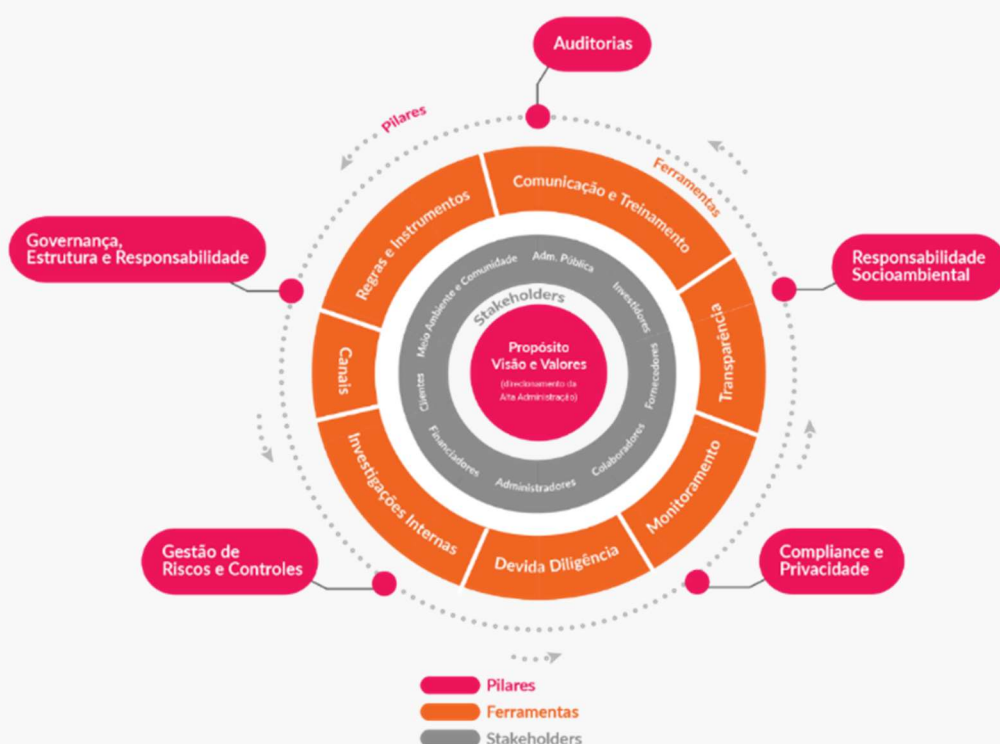 Auditorias
Pilares
Ferramentas
Governança,
Estrutura e Responsabilidade
Responsabilidade
Socioambiental
Gestão de
Riscos e Controles
Compliance e
Privacidade
Comunicação e Treinamento
Transparência
Monitoramento
Devida Diligência
Investigações Internas
Canais
Regras e Instrumentos
Adm. Pública
Investidores
Fornecedores
Colaboradores
Administradores
Financiadores
Clientes
Meio Ambiente e Comunidade
Stakeholders
Propósito
Visão e Valores
(direcionamento da
Alta Administração)
Pilares
Ferramentas
Stakeholders